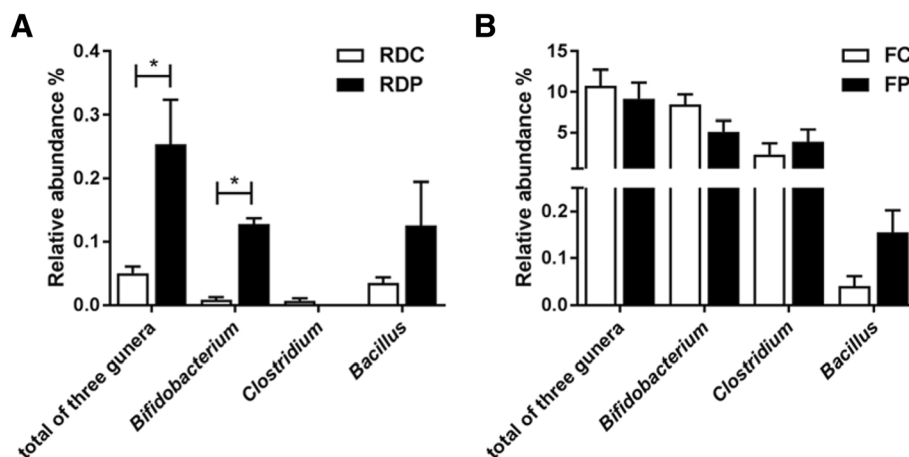 A
Relative abundance %
0.4
0.3
0.2
0.1
0.0
*
*
RDC
RDP
total of three gunera
Bifidobacterium
Clostridium
Bacillus
B
Relative abundance %
15
10
5
0.2
0.1
0.0
FC
FP
total of three gunera
Bifidobacterium
Clostridium
Bacillus